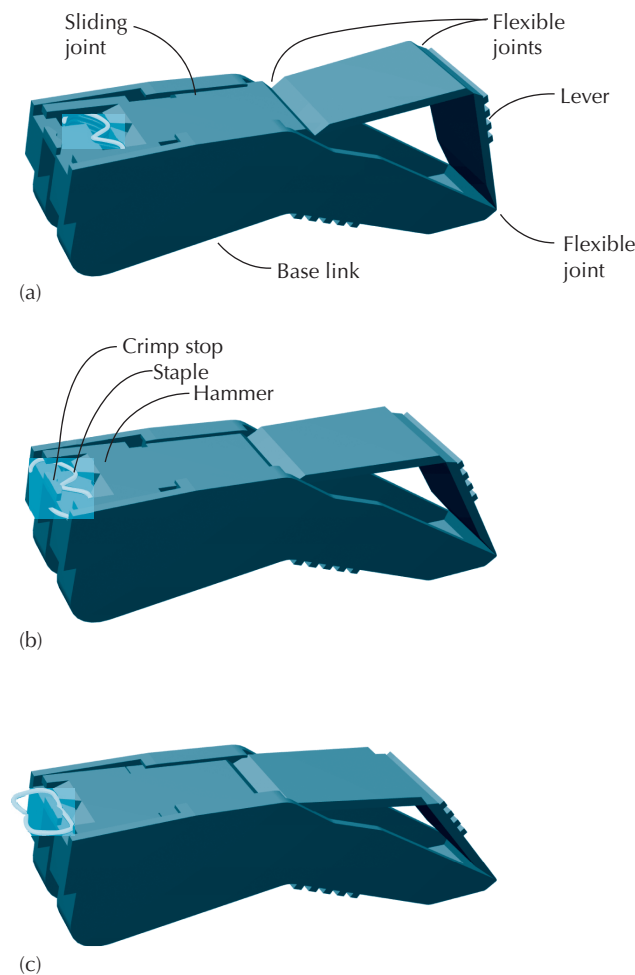 Sliding
joint
Flexible
joints
Lever
Flexible
joint
Base link
(a)
Crimp stop
Staple
Hammer
(b)
(c)